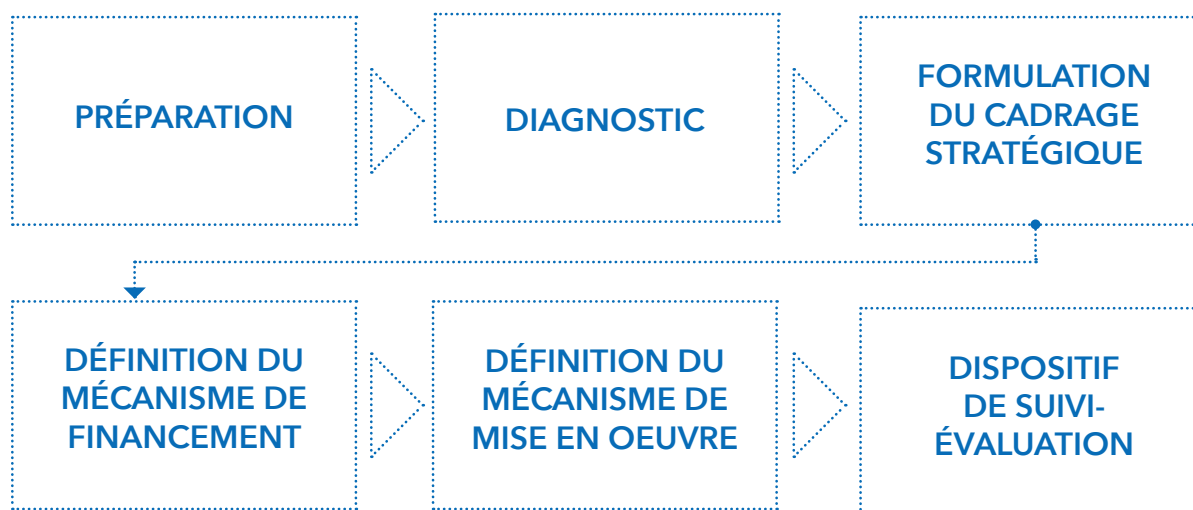 PRÉPARATION
DIAGNOSTIC
FORMULATION
DU CADRAGE
STRATÉGIQUE
DÉFINITION DU
MÉCANISME DE
FINANCEMENT
DÉFINITION DU
MÉCANISME DE
MISE EN OEUVRE
DISPOSITIF
DE SUIVI-
ÉVALUATION